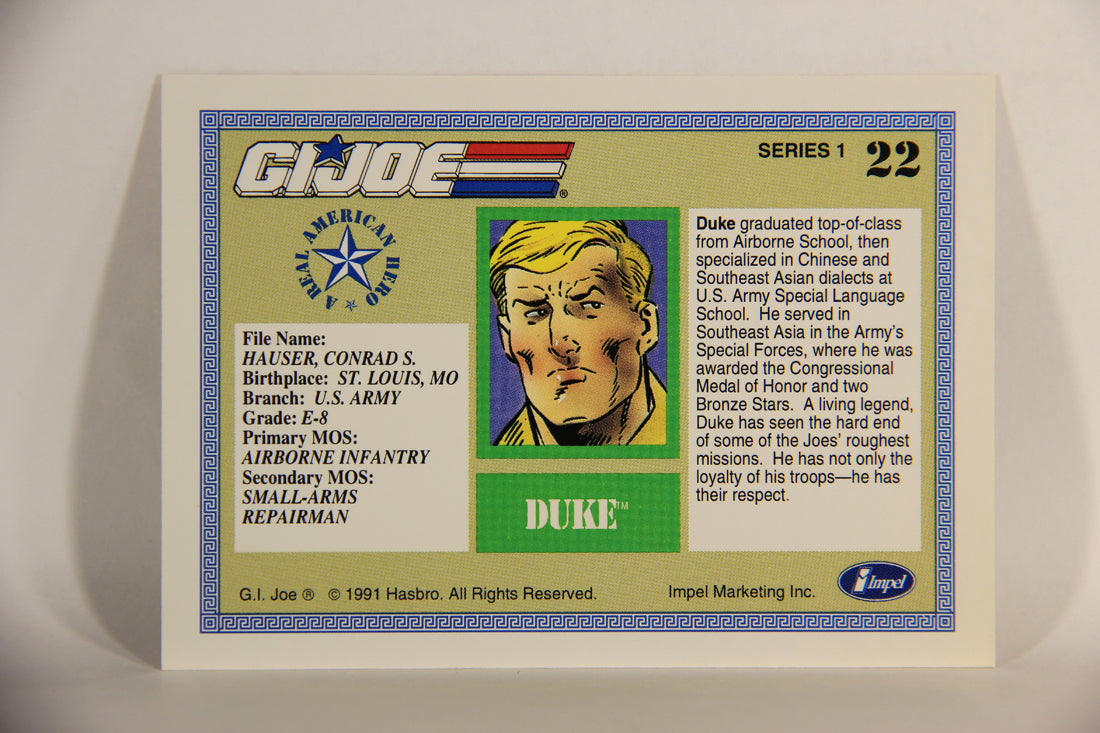 G.I. JOE ®
SERIES 1 22
A REAL AMERICAN HERO
File Name:
HAUSER, CONRAD S.
Birthplace: ST. LOUIS, MO
Branch: U.S. ARMY
Grade: E-8
Primary MOS:
AIRBORNE INFANTRY
Secondary MOS:
SMALL-ARMS
REPAIRMAN
DUKE™
Duke graduated top-of-class
from Airborne School, then
specialized in Chinese and
Southeast Asian dialects at
U.S. Army Special Language
School. He served in
Southeast Asia in the Army's
Special Forces, where he was
awarded the Congressional
Medal of Honor and two
Bronze Stars. A living legend,
Duke has seen the hard end
of some of the Joes' roughest
missions. He has not only the
loyalty of his troops—he has
their respect.
G.I. Joe ® © 1991 Hasbro. All Rights Reserved.
Impel Marketing Inc.
Impel